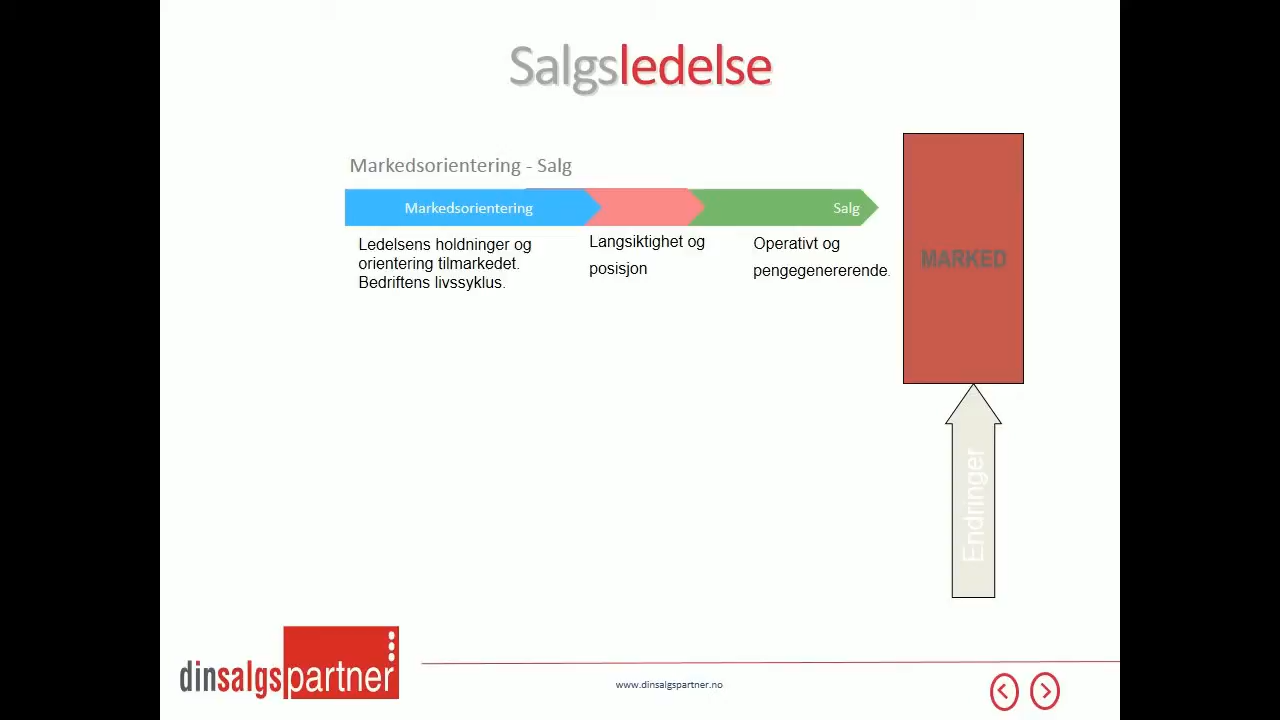 Salgsledelse
Markedsorientering - Salg
Markedsorientering
Salg
Ledelsens holdninger og
orientering tilmarkedet.
Bedriftens livssyklus.
Langsiktighet og
posisjon
Operativt og
pengegenererende.
MARKED
Endringer
dinsalgspartner
www.dinsalgspartner.no